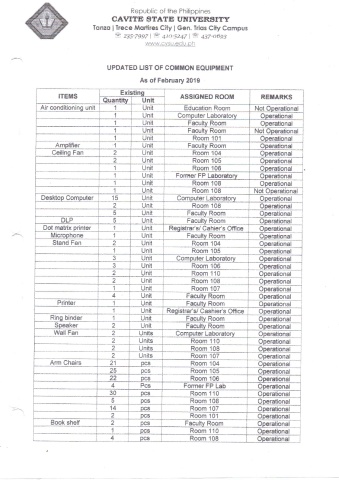 Republic of the Philippines
CAVITE STATE UNIVERSITY
Tanza | Trece Martires City | Gen. Trias City Campus
UPDATED LIST OF COMMON EQUIPMENT
As of February 2019
ITEMS Existing ASSIGNED ROOM REMARKS
Quantity Unit
Air conditioning unit 1 Unit Education Room Not Operational
1 Unit Computer Laboratory Operational
1 Unit Faculty Room Operational
1 Unit Faculty Room Not Operational
1 Unit Room 101 Operational
Amplifier 1 Unit Faculty Room Operational
Ceiling Fan 2 Unit Room 104 Operational
2 Unit Room 105 Operational
1 Unit Room 106 Operational
1 Unit Former FP Laboratory Operational
1 Unit Room 108 Operational
1 Unit Room 108 Not Operational
Desktop Computer 15 Unit Computer Laboratory Operational
2 Unit Room 108 Operational
5 Unit Faculty Room Operational
DLP 5 Unit Faculty Room Operational
Dot matrix printer 1 Unit Registrar's/ Casher's Office Operational
Microphone 1 Unit Faculty Room Operational
Stand Fan 2 Unit Room 104 Operational
1 Unit Room 105 Operational
3 Unit Computer Laboratory Operational
3 Unit Room 106 Operational
2 Unit Room 110 Operational
2 Unit Room 108 Operational
1 Unit Room 107 Operational
4 Unit Faculty Room Operational
Printer 1 Unit Faculty Room Operational
1 Unit Registrar's/ Cashier's Office Operational
Ring binder 1 Unit Faculty Room Operational
Speaker 2 Unit Faculty Room Operational
Wall Fan 2 Units Computer Laboratory Operational
2 Units Room 110 Operational
2 Units Room 108 Operational
2 Units Room 107 Operational
Arm Chairs 21 pcs Room 104 Operational
25 pcs Room 105 Operational
22 pcs Room 106 Operational
4 Pcs Former FP Lab Operational
30 pcs Room 110 Operational
5 pcs Room 108 Operational
14 pcs Room 107 Operational
2 pcs Room 101 Operational
Book shelf 2 pcs Faculty Room Operational
1 pcs Room 110 Operational
4 pcs Room 108 Operational